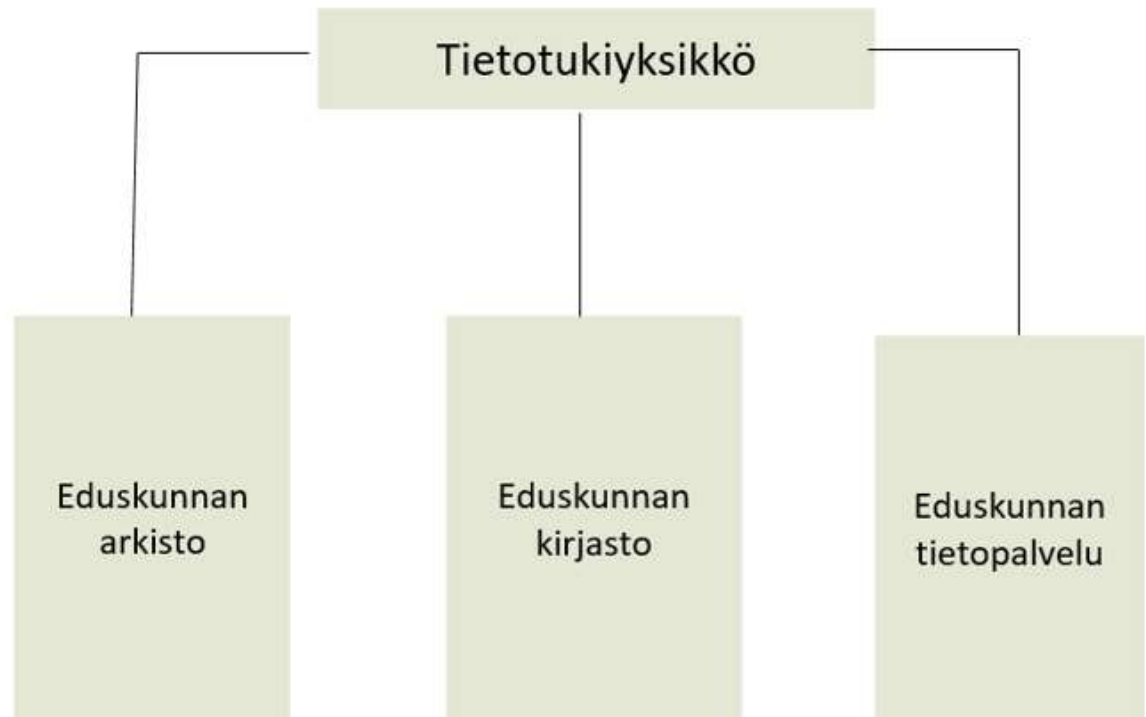 Tietotukiyksikkö
Eduskunnan
arkisto
Eduskunnan
kirjasto
Eduskunnan
tietopalvelu